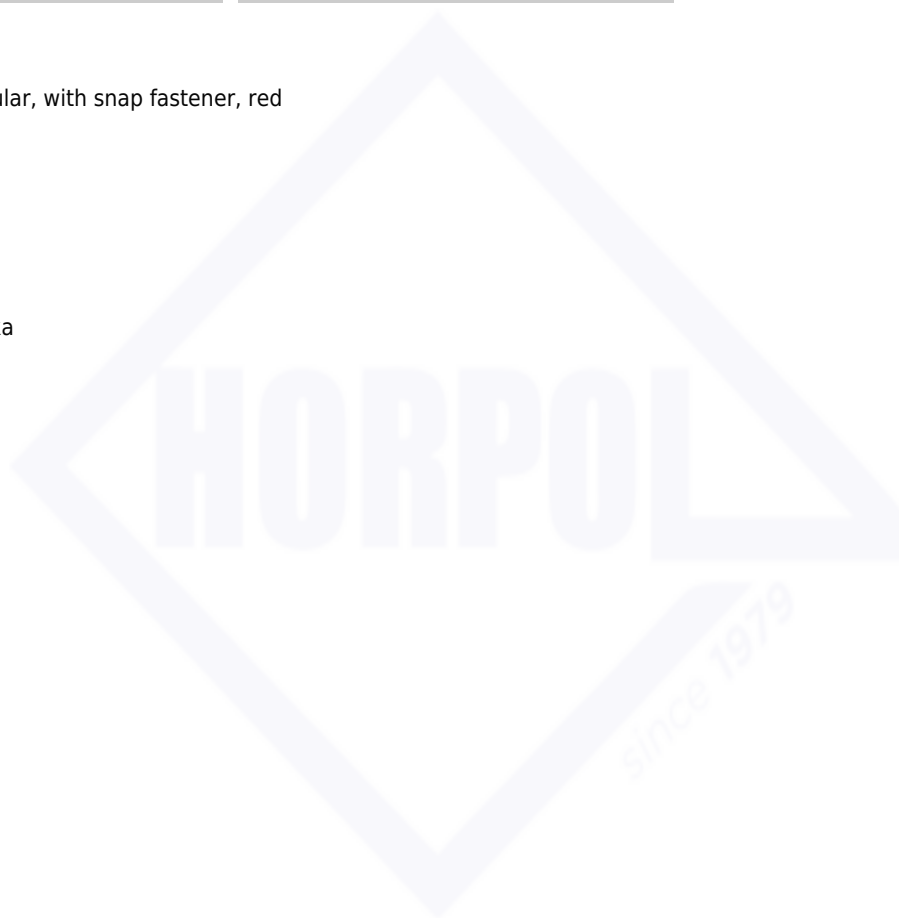 ular, with snap fastener, red
a
HORPOL
since 1979